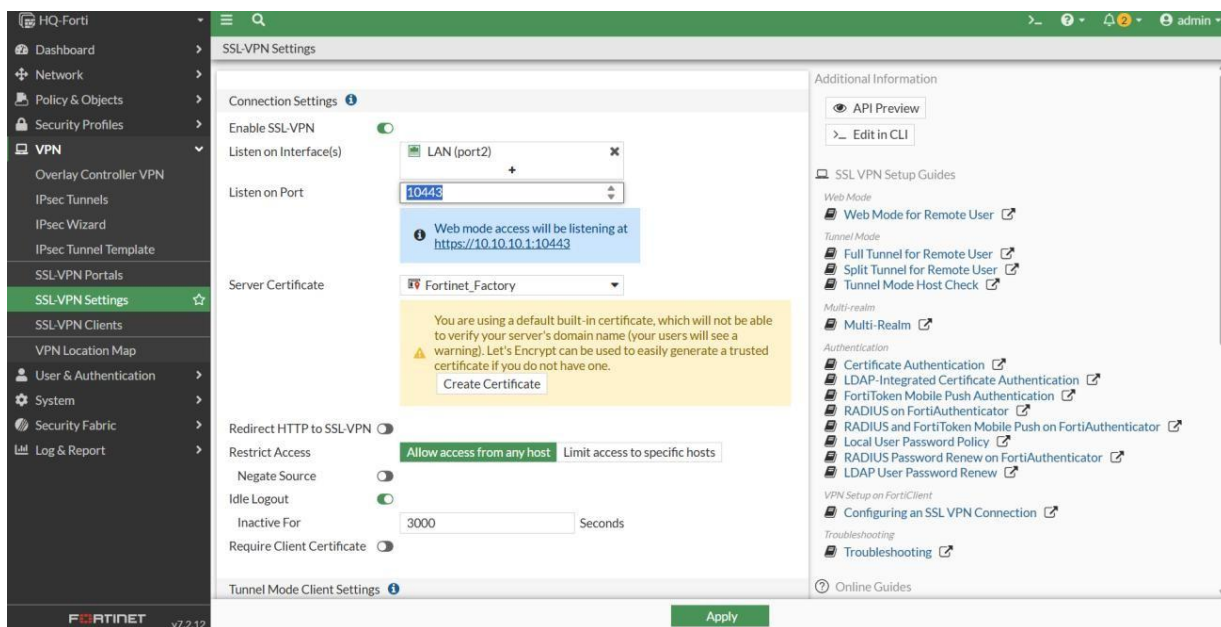 HQ-Forti
admin
2
Dashboard
Network
Policy & Objects
Security Profiles
VPN
Overlay Controller VPN
IPsec Tunnels
IPsec Wizard
IPsec Tunnel Template
SSL-VPN Portals
SSL-VPN Settings
SSL-VPN Clients
VPN Location Map
User & Authentication
System
Security Fabric
Log & Report
FORTINET
v7.2.12
SSL-VPN Settings
Connection Settings
Enable SSL-VPN
Listen on Interface(s)
LAN (port2)
+
Listen on Port
10443
Web mode access will be listening at
https://10.10.10.1:10443
Server Certificate
Fortinet_Factory
You are using a default built-in certificate, which will not be able
to verify your server's domain name (your users will see a
warning). Let's Encrypt can be used to easily generate a trusted
certificate if you do not have one.
Create Certificate
Redirect HTTP to SSL-VPN
Restrict Access
Allow access from any host
Limit access to specific hosts
Negate Source
Idle Logout
Inactive For
3000
Seconds
Require Client Certificate
Tunnel Mode Client Settings
Apply
Additional Information
API Preview
>_ Edit in CLI
SSL VPN Setup Guides
Web Mode
Web Mode for Remote User
Tunnel Mode
Full Tunnel for Remote User
Split Tunnel for Remote User
Tunnel Mode Host Check
Multi-realm
Multi-Realm
Authentication
Certificate Authentication
LDAP-Integrated Certificate Authentication
FortiToken Mobile Push Authentication
RADIUS on FortiAuthenticator
RADIUS and FortiToken Mobile Push on FortiAuthenticator
Local User Password Policy
RADIUS Password Renew on FortiAuthenticator
LDAP User Password Renew
VPN Setup on FortiClient
Configuring an SSL VPN Connection
Troubleshooting
Troubleshooting
Online Guides